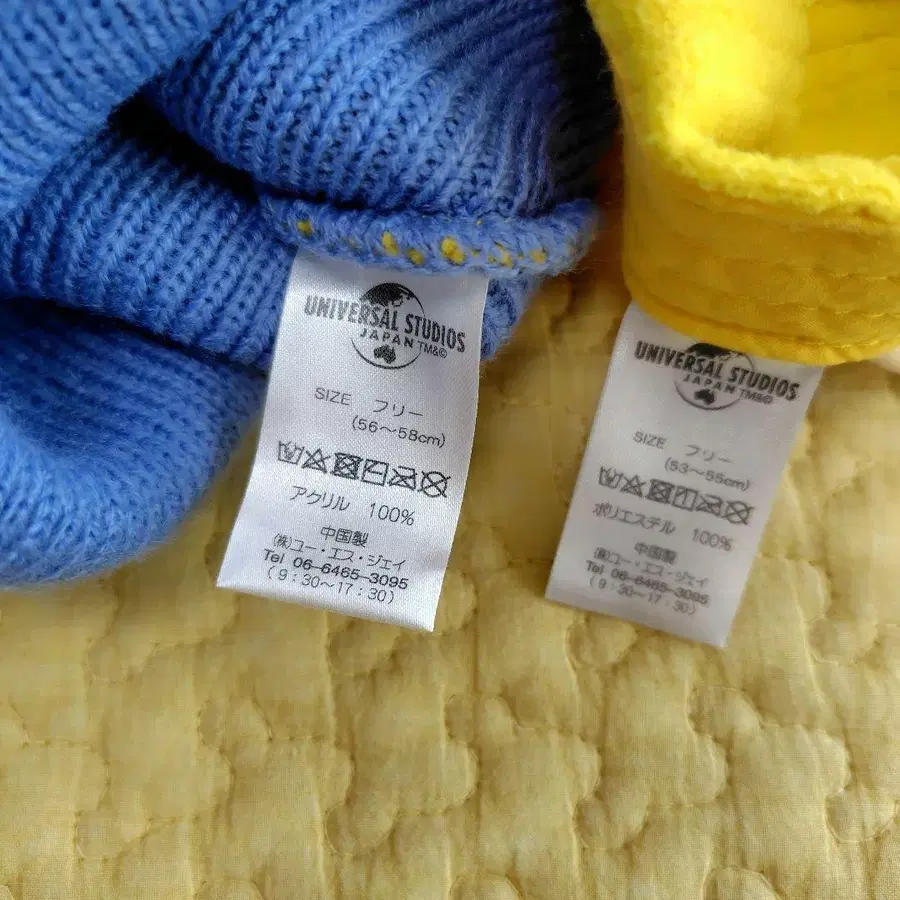 UNIVERSAL STUDIOS
JAPAN TM&©
SIZE フリー
(56～58cm)
アクリル 100%
中国製
㈱ユー・エス・ジェイ
Tel 06-6465-3095
(9:30～17:30)
UNIVERSAL STUDIOS
JAPAN TM&©
SIZE フリー
(53～55cm)
ポリエステル 100%
中国製
㈱ユー・エス・ジェイ
Tel 06-6465-3095
(9:30～17:30)